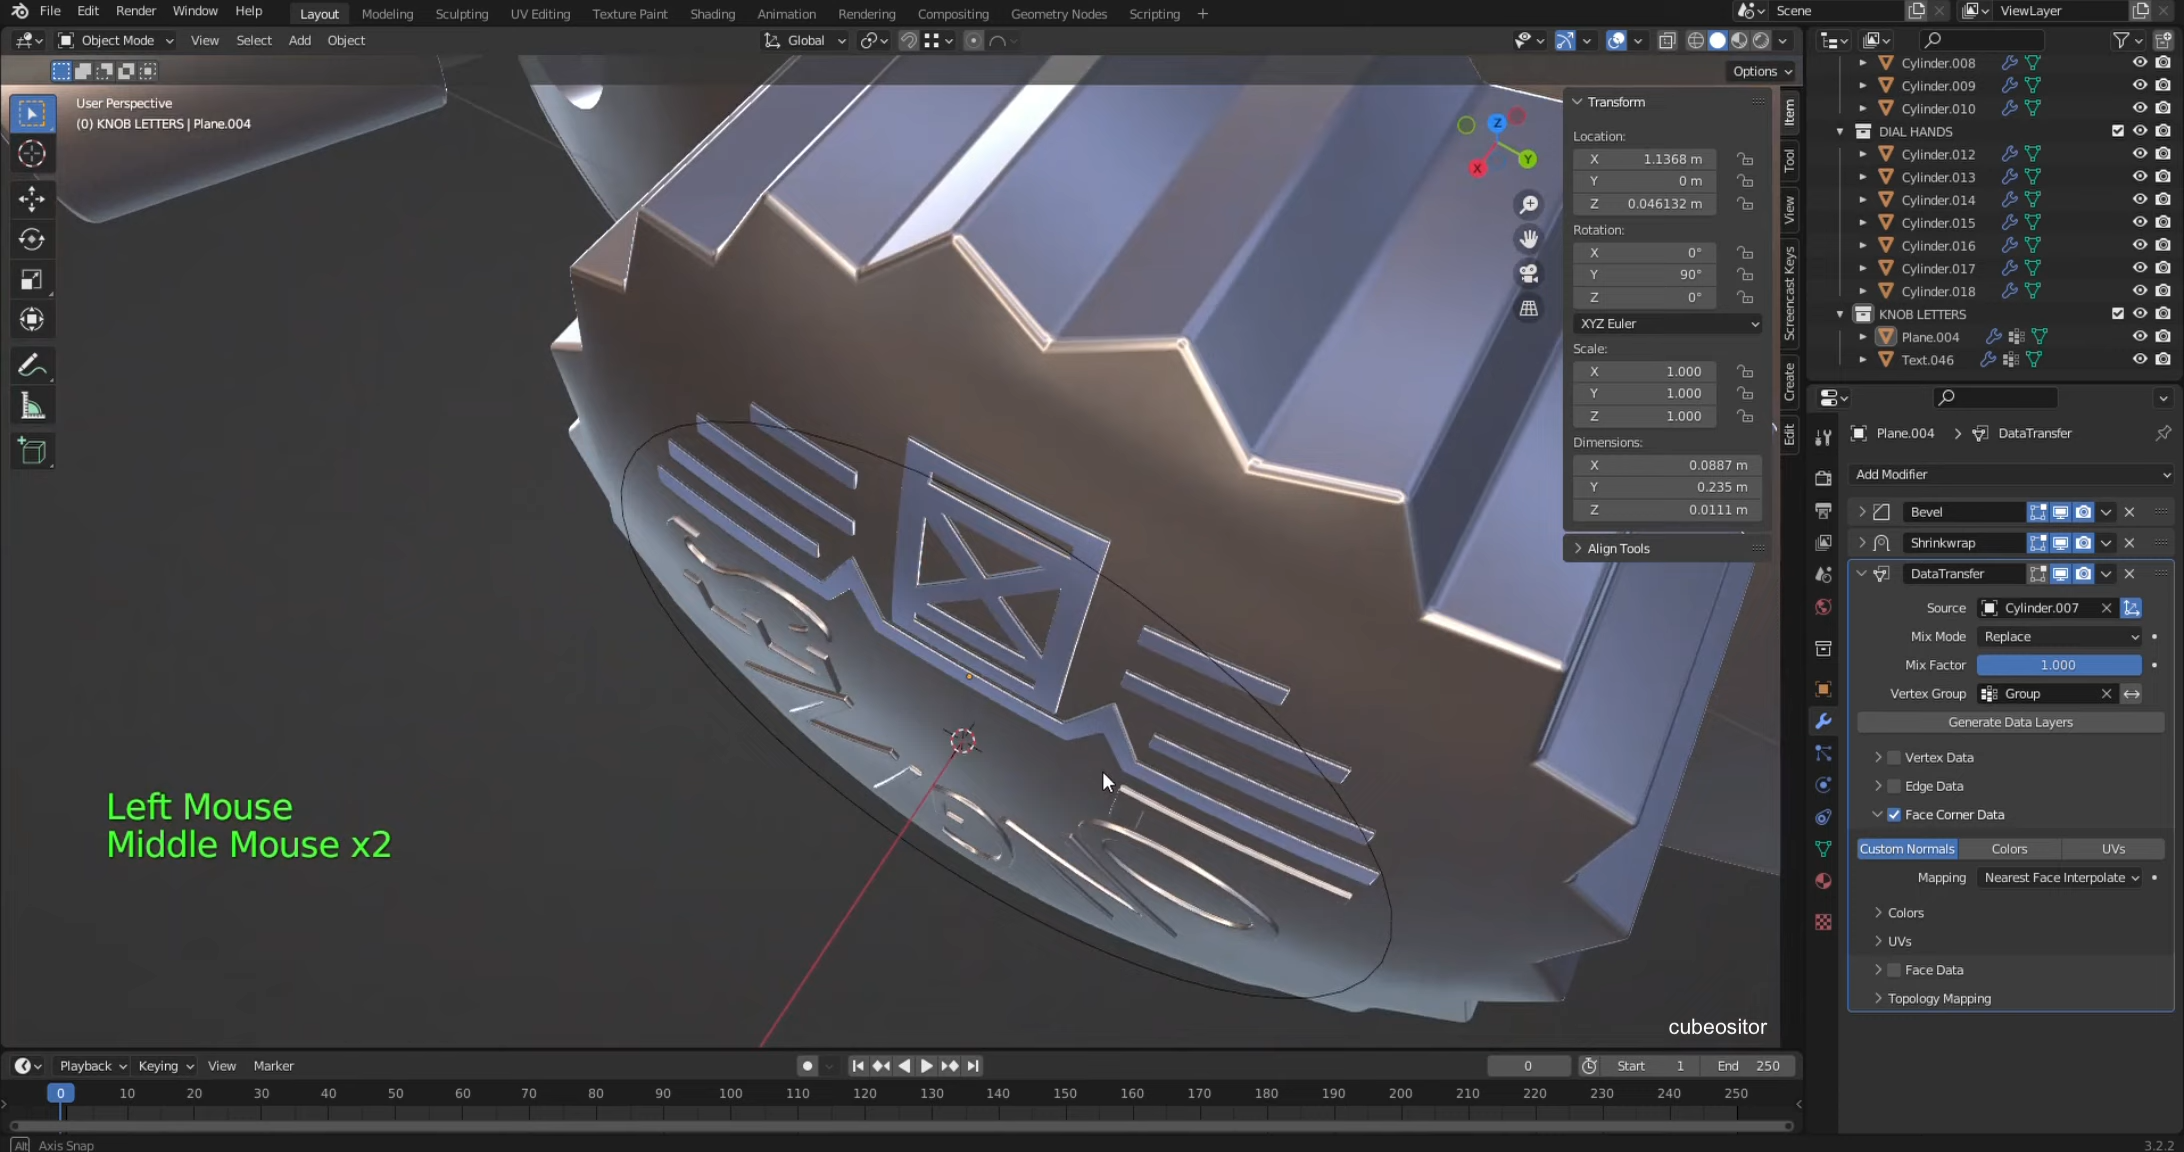 File Edit Render Window Help Layout Modeling Sculpting UV Editing Texture Paint Shading Animation Rendering Compositing Geometry Nodes Scripting + Scene ViewLayer
Object Mode View Select Add Object Global
Options
User Perspective
(0) KNOB LETTERS | Plane.004
Z
Y
X
Transform
Location:
X 1.1368 m
Y 0 m
Z 0.046132 m
Rotation:
X 0°
Y 90°
Z 0°
XYZ Euler
Scale:
X 1.000
Y 1.000
Z 1.000
Dimensions:
X 0.0887 m
Y 0.235 m
Z 0.0111 m
Align Tools
Item
Tool
View
Screencast Keys
Create
Edit
Cylinder.008
Cylinder.009
Cylinder.010
DIAL HANDS
Cylinder.012
Cylinder.013
Cylinder.014
Cylinder.015
Cylinder.016
Cylinder.017
Cylinder.018
KNOB LETTERS
Plane.004
Text.046
Plane.004 > DataTransfer
Add Modifier
Bevel
Shrinkwrap
DataTransfer
Source Cylinder.007
Mix Mode Replace
Mix Factor 1.000
Vertex Group Group
Generate Data Layers
Vertex Data
Edge Data
Face Corner Data
Custom Normals Colors UVs
Mapping Nearest Face Interpolate
Colors
UVs
Face Data
Topology Mapping
Left Mouse
Middle Mouse x2
cubeositor
Playback Keying View Marker 0 Start 1 End 250
0 10 20 30 40 50 60 70 80 90 100 110 120 130 140 150 160 170 180 190 200 210 220 230 240 250
Alt Axis Snap 3.2.2